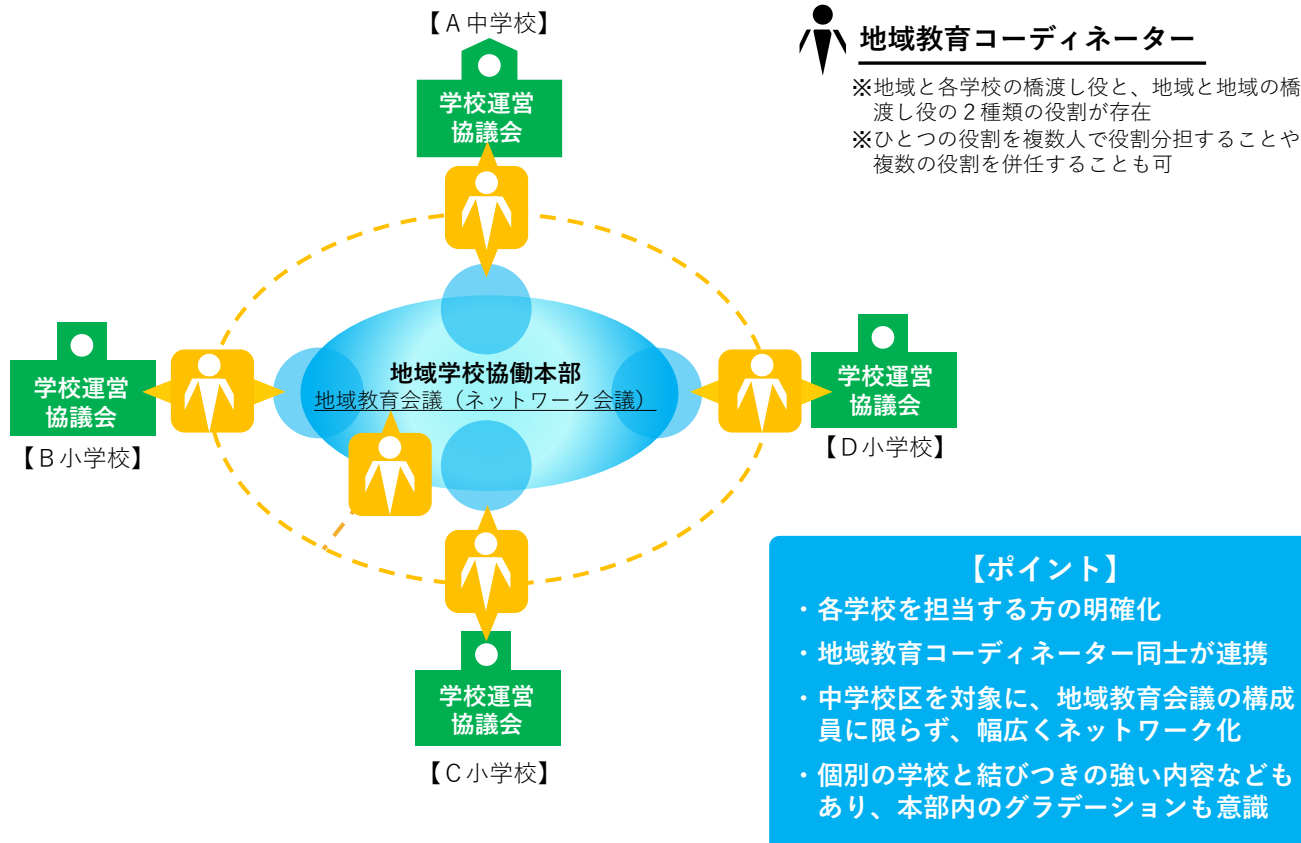 【Ａ中学校】
学校運営
協議会
地域教育コーディネーター
※地域と各学校の橋渡し役と、地域と地域の橋
渡し役の２種類の役割が存在
※ひとつの役割を複数人で役割分担することや
複数の役割を併任することも可
学校運営
協議会
【Ｂ小学校】
地域学校協働本部
地域教育会議（ネットワーク会議）
学校運営
協議会
【Ｄ小学校】
学校運営
協議会
【Ｃ小学校】
【ポイント】
・各学校を担当する方の明確化
・地域教育コーディネーター同士が連携
・中学校区を対象に、地域教育会議の構成
員に限らず、幅広くネットワーク化
・個別の学校と結びつきの強い内容なども
あり、本部内のグラデーションも意識